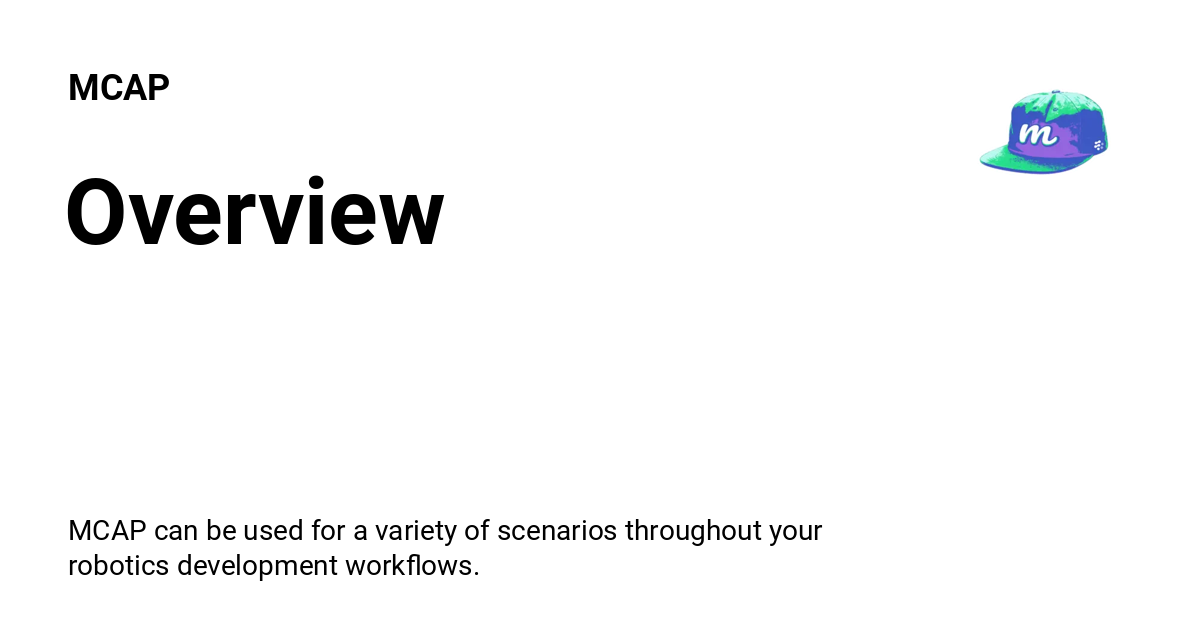 MCAP
m
Overview
MCAP can be used for a variety of scenarios throughout your
robotics development workflows.